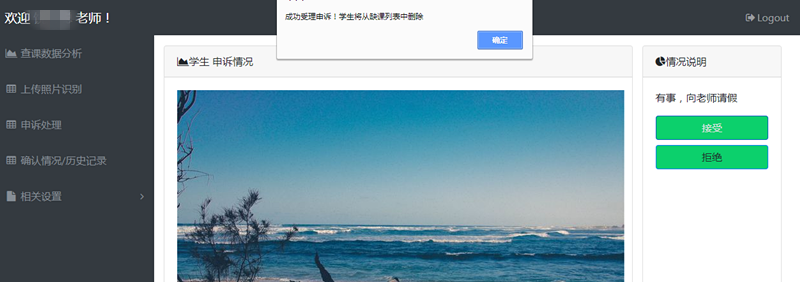 欢迎 老师！
Logout
成功受理申诉！学生将从缺课列表中删除
确定
查课数据分析
上传照片识别
申诉处理
确认情况/历史记录
相关设置
学生 申诉情况
情况说明
有事，向老师请假
接受
拒绝